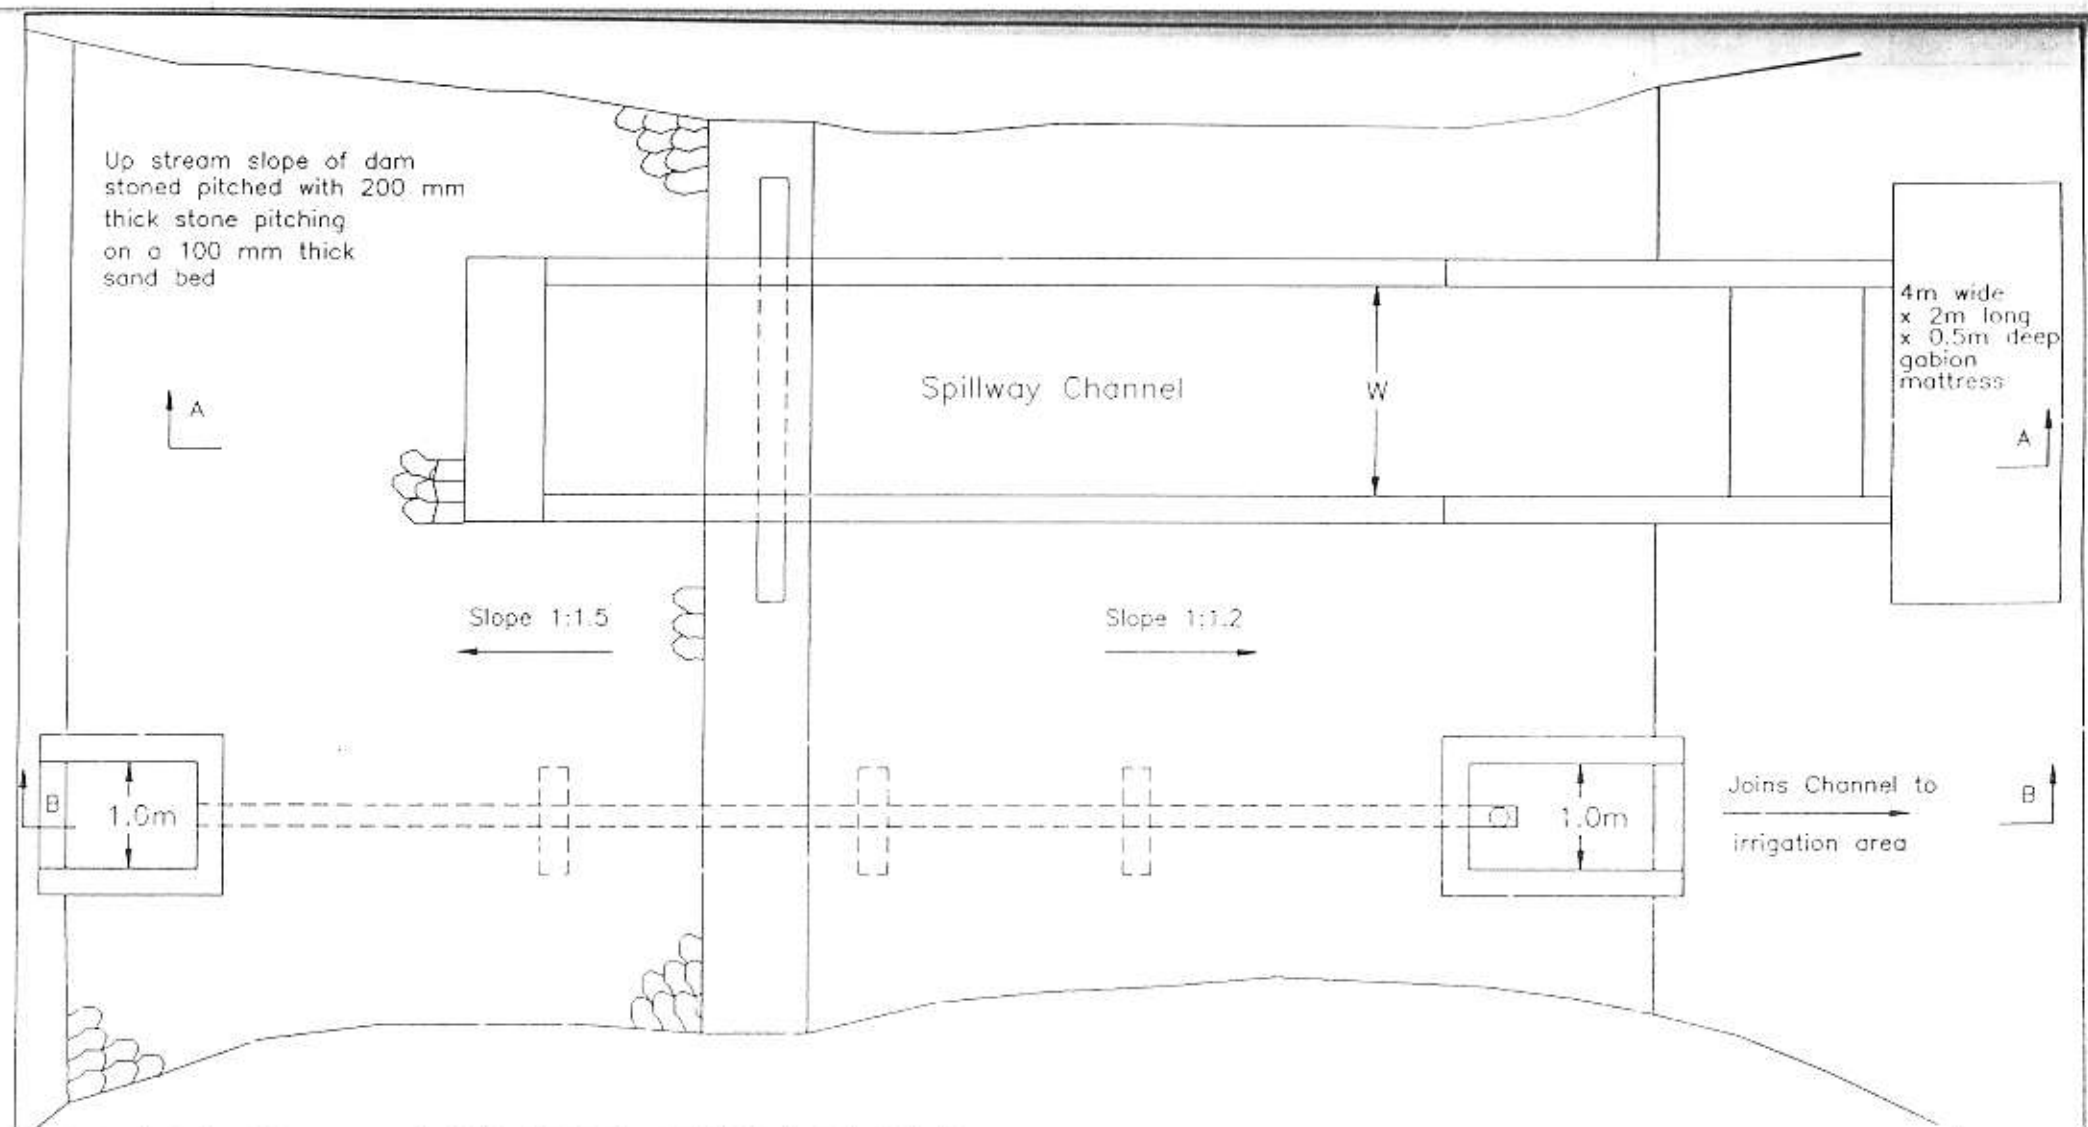 Up stream slope of dam
stoned pitched with 200 mm
thick stone pitching
on a 100 mm thick
sand bed
4m wide
x 2m long
x 0.5m deep
gabion
mattress
Spillway Channel
W
A
A
Slope 1:1.5
Slope 1:1.2
B
1.0m
1.0m
Joins Channel to
irrigation area
B